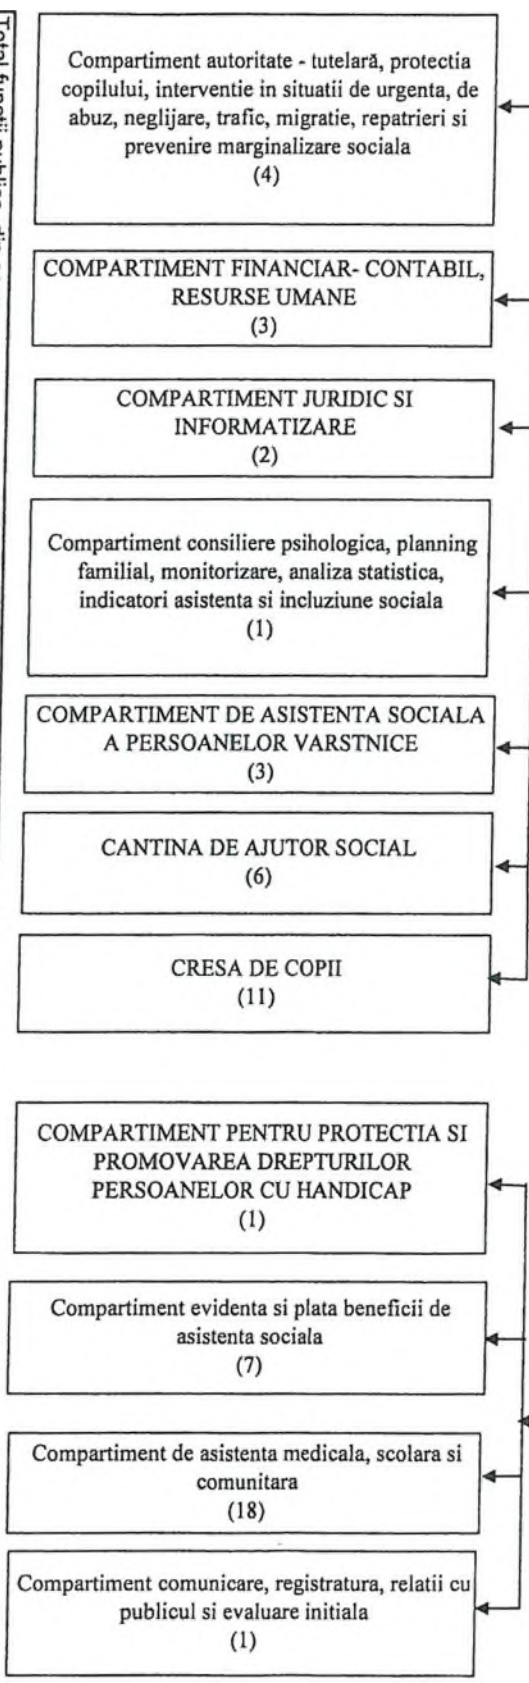 Compartiment autoritate - tutelară, protectia
copilului, interventie in situatii de urgenta, de
abuz, neglijare, trafic, migratie, repatrieri si
prevenire marginalizare sociala
(4)
COMPARTIMENT FINANCIAR- CONTABIL,
RESURSE UMANE
(3)
COMPARTIMENT JURIDIC SI
INFORMATIZARE
(2)
Compartiment consiliere psihologica, planning
familial, monitorizare, analiza statistica,
indicatori asistenta si incluziune sociala
(1)
COMPARTIMENT DE ASISTENTA SOCIALA
A PERSOANELOR VARSTNICE
(3)
CANTINA DE AJUTOR SOCIAL
(6)
CRESA DE COPII
(11)
COMPARTIMENT PENTRU PROTECTIA SI
PROMOVAREA DREPTURILOR
PERSOANELOR CU HANDICAP
(1)
Compartiment evidenta si plata beneficii de
asistenta sociala
(7)
Compartiment de asistenta medicala, scolara si
comunitara
(18)
Compartiment comunicare, registratura, relatii cu
publicul si evaluare initiala
(1)